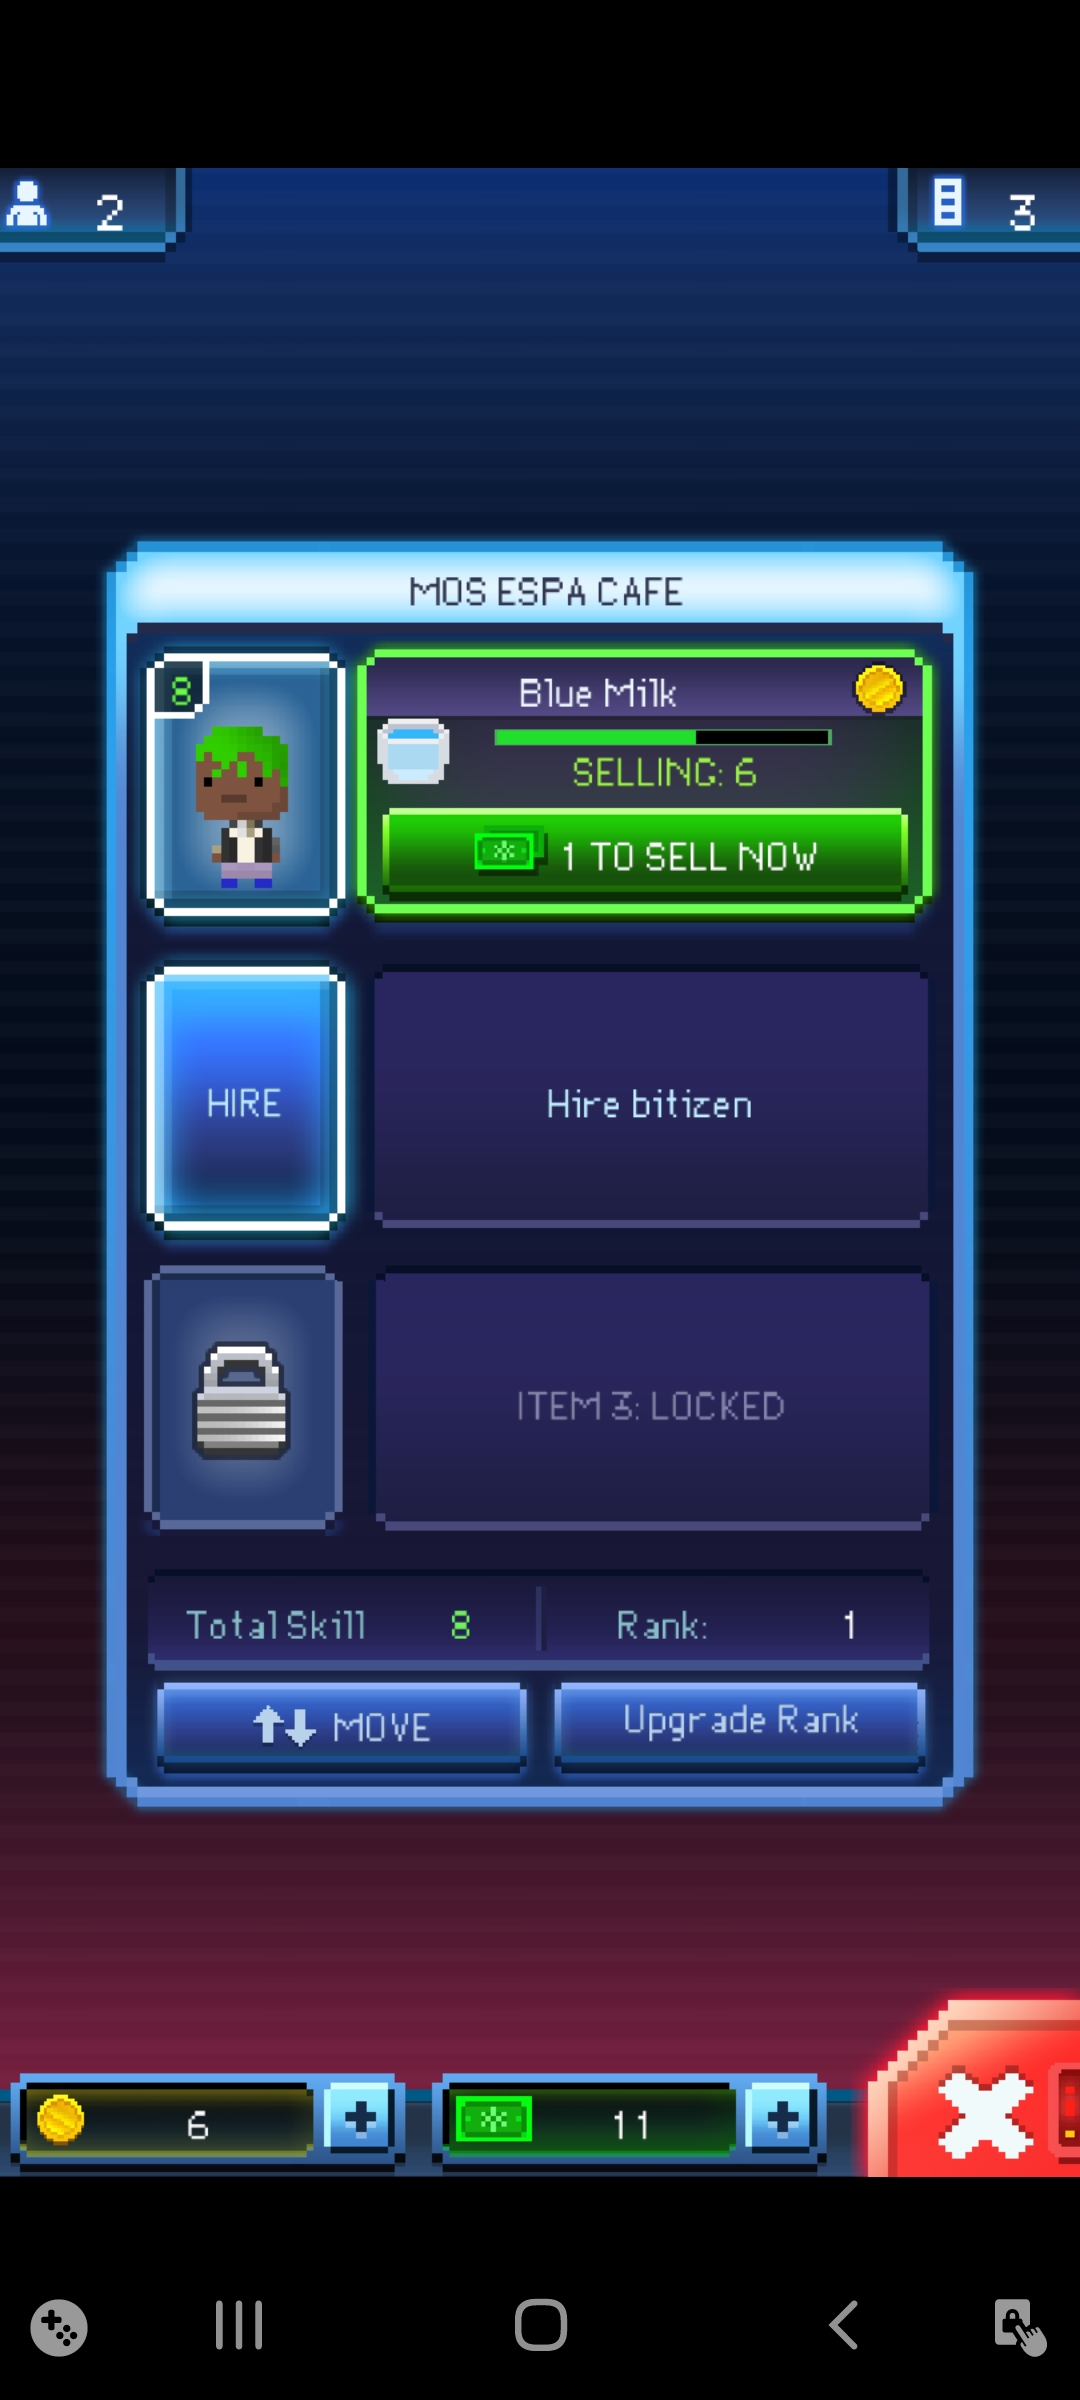 2
3
MOS ESPA CAFE
8
Blue Milk
SELLING: 6
1 TO SELL NOW
HIRE
Hire bitizen
ITEM 3: LOCKED
Total Skill 8
Rank: 1
MOVE
Upgrade Rank
6
11